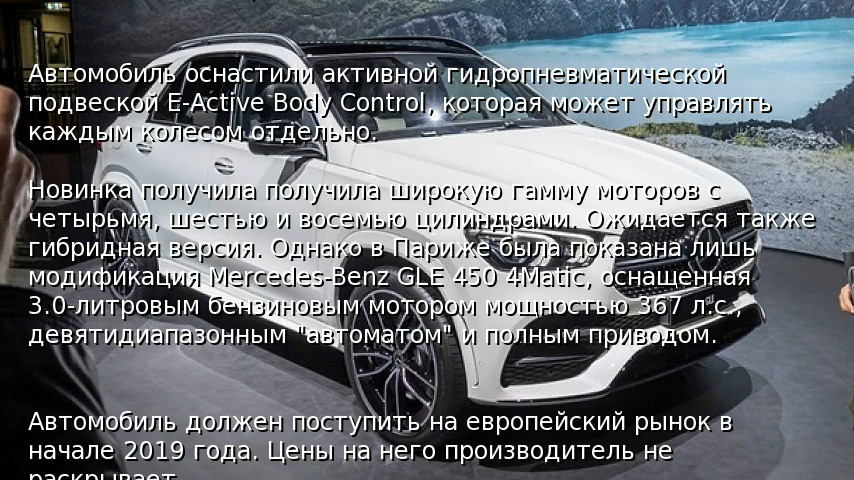 Автомобиль оснастили активной гидропневматической
подвеской E-Active Body Control, которая может управлять
каждым колесом отдельно.
Новинка получила получила широкую гамму моторов с
четырьмя, шестью и восемью цилиндрами. Ожидается также
гибридная версия. Однако в Париже была показана лишь
модификация Mercedes-Benz GLE 450 4Matic, оснащенная
3.0-литровым бензиновым мотором мощностью 367 л.с.,
девятидиапазонным "автоматом" и полным приводом.
Автомобиль должен поступить на европейский рынок в
начале 2019 года. Цены на него производитель не
раскрывает.